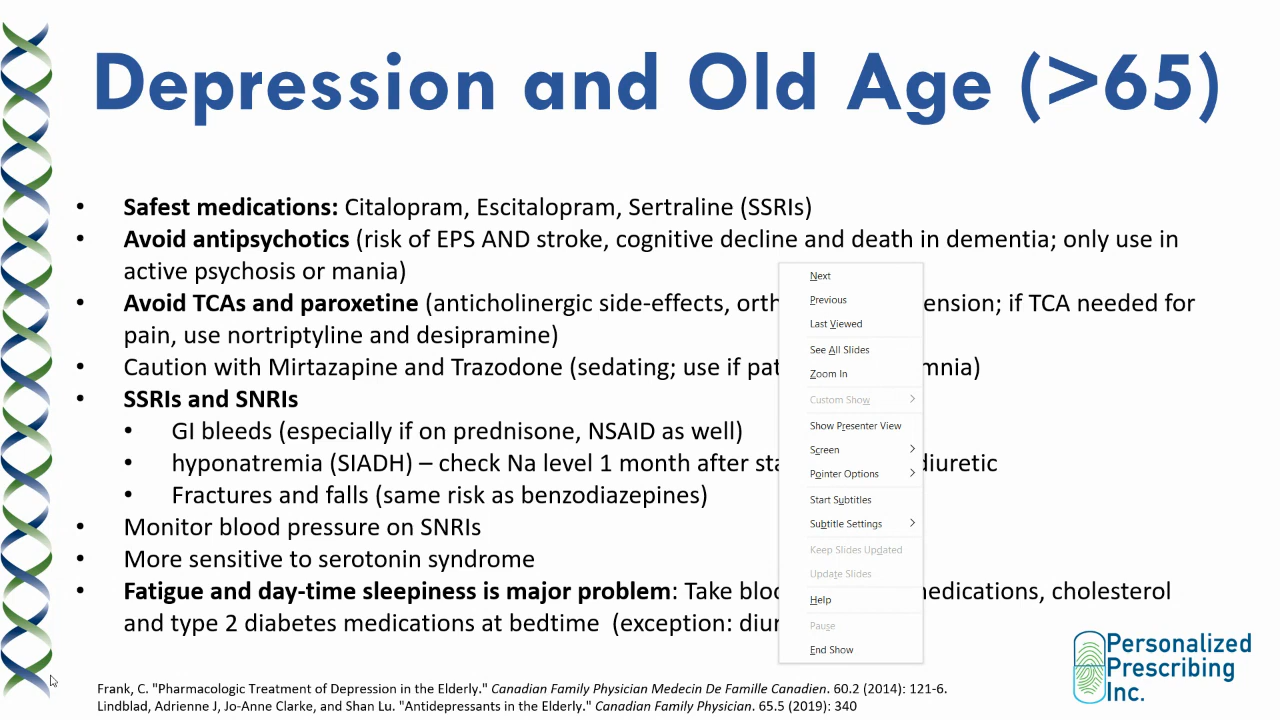 Depression and Old Age (>65)
• Safest medications: Citalopram, Escitalopram, Sertraline (SSRIs)
• Avoid antipsychotics (risk of EPS AND stroke, cognitive decline and death in dementia; only use in
active psychosis or mania)
• Avoid TCAs and paroxetine (anticholinergic side-effects, orth ension; if TCA needed for
pain, use nortriptyline and desipramine)
• Caution with Mirtazapine and Trazodone (sedating; use if pat mnia)
• SSRIs and SNRIs
• GI bleeds (especially if on prednisone, NSAID as well)
• hyponatremia (SIADH) – check Na level 1 month after sta diuretic
• Fractures and falls (same risk as benzodiazepines)
• Monitor blood pressure on SNRIs
• More sensitive to serotonin syndrome
• Fatigue and day-time sleepiness is major problem: Take bloo medications, cholesterol
and type 2 diabetes medications at bedtime (exception: diur
Next
Previous
Last Viewed
See All Slides
Zoom In
Custom Show
Show Presenter View
Screen
Pointer Options
Start Subtitles
Subtitle Settings
Keep Slides Updated
Update Slides
Help
Pause
End Show
Personalized
Prescribing
Inc.
Frank, C. "Pharmacologic Treatment of Depression in the Elderly." Canadian Family Physician Medecin De Famille Canadien. 60.2 (2014): 121-6.
Lindblad, Adrienne J, Jo-Anne Clarke, and Shan Lu. "Antidepressants in the Elderly." Canadian Family Physician. 65.5 (2019): 340